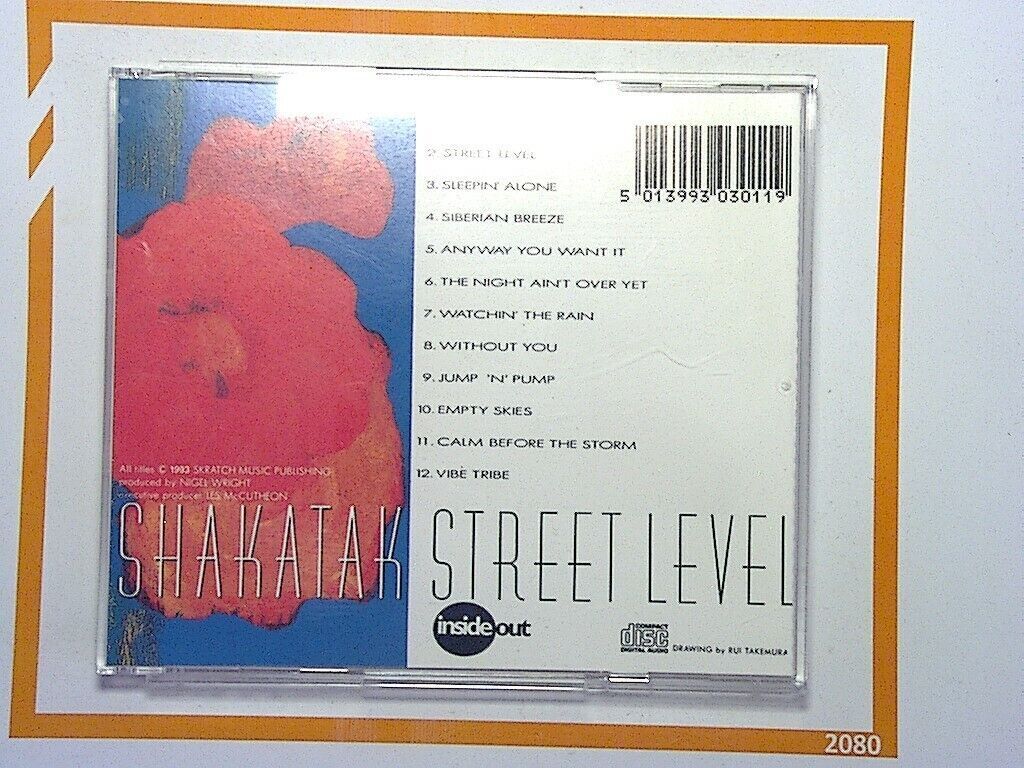 2. STREET LEVEL
3. SLEEPIN' ALONE
4. SIBERIAN BREEZE
5. ANYWAY YOU WANT IT
6. THE NIGHT AIN'T OVER YET
7. WATCHIN' THE RAIN
8. WITHOUT YOU
9. JUMP 'N' PUMP
10. EMPTY SKIES
11. CALM BEFORE THE STORM
12. VIBE TRIBE
5 013993 030119
All titles © 1993 SKRATCH MUSIC PUBLISHING
produced by NIGEL WRIGHT
executive producer LES McCUTHEON
SHAKATAK STREET LEVEL
insideout
COMPACT
disc
DIGITAL AUDIO
DRAWING by RUI TAKEMURA
2080